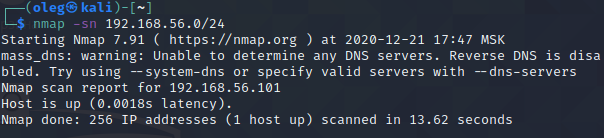 ┌──(oleg㉿kali)-[~]
└─$ nmap -sn 192.168.56.0/24
Starting Nmap 7.91 ( https://nmap.org ) at 2020-12-21 17:47 MSK
mass_dns: warning: Unable to determine any DNS servers. Reverse DNS is disa
bled. Try using --system-dns or specify valid servers with --dns-servers
Nmap scan report for 192.168.56.101
Host is up (0.0018s latency).
Nmap done: 256 IP addresses (1 host up) scanned in 13.62 seconds